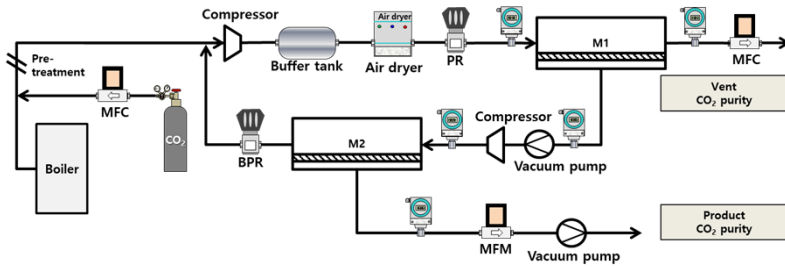 Compressor
Pre-
treatment
Buffer tank
Air dryer
Air dryer
PR
M1
MFC
Vent
CO₂ purity
MFC
CO₂
Boiler
BPR
M2
Compressor
Vacuum pump
MFM
Vacuum pump
Product
CO₂ purity